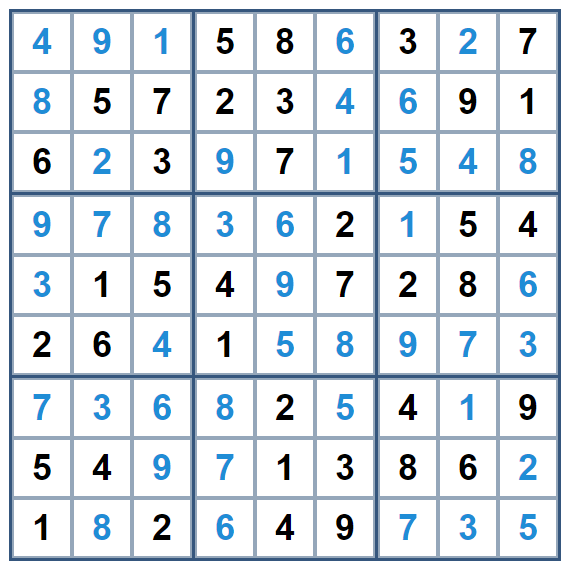 4 9 1 5 8 6 3 2 7
8 5 7 2 3 4 6 9 1
6 2 3 9 7 1 5 4 8
9 7 8 3 6 2 1 5 4
3 1 5 4 9 7 2 8 6
2 6 4 1 5 8 9 7 3
7 3 6 8 2 5 4 1 9
5 4 9 7 1 3 8 6 2
1 8 2 6 4 9 7 3 5